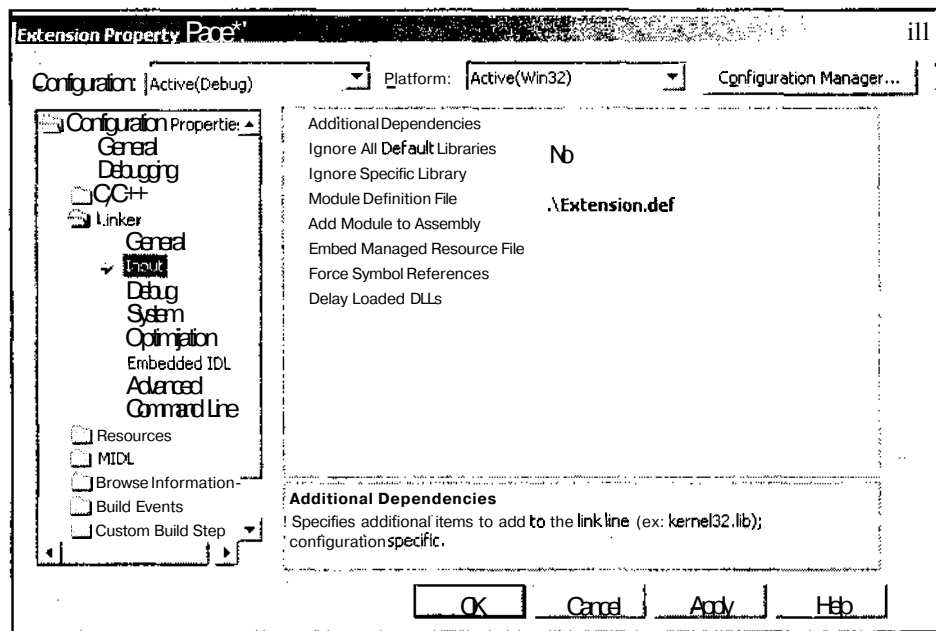 Extension Property Page*'.
ill
Configuration: Active(Debug) Platform: Active(Win32) Configuration Manager...
Configuration Propertie:
General
Debugging
C/C++
Linker
General
Input
Debug
System
Optimization
Embedded IDL
Advanced
Command Line
Resources
MIDL
Browse Information
Build Events
Custom Build Step
Additional Dependencies
Ignore All Default Libraries No
Ignore Specific Library
Module Definition File .\Extension.def
Add Module to Assembly
Embed Managed Resource File
Force Symbol References
Delay Loaded DLLs
Additional Dependencies
! Specifies additional items to add to the link line (ex: kernel32.lib);
configuration specific.
OK Cancel Apply Help